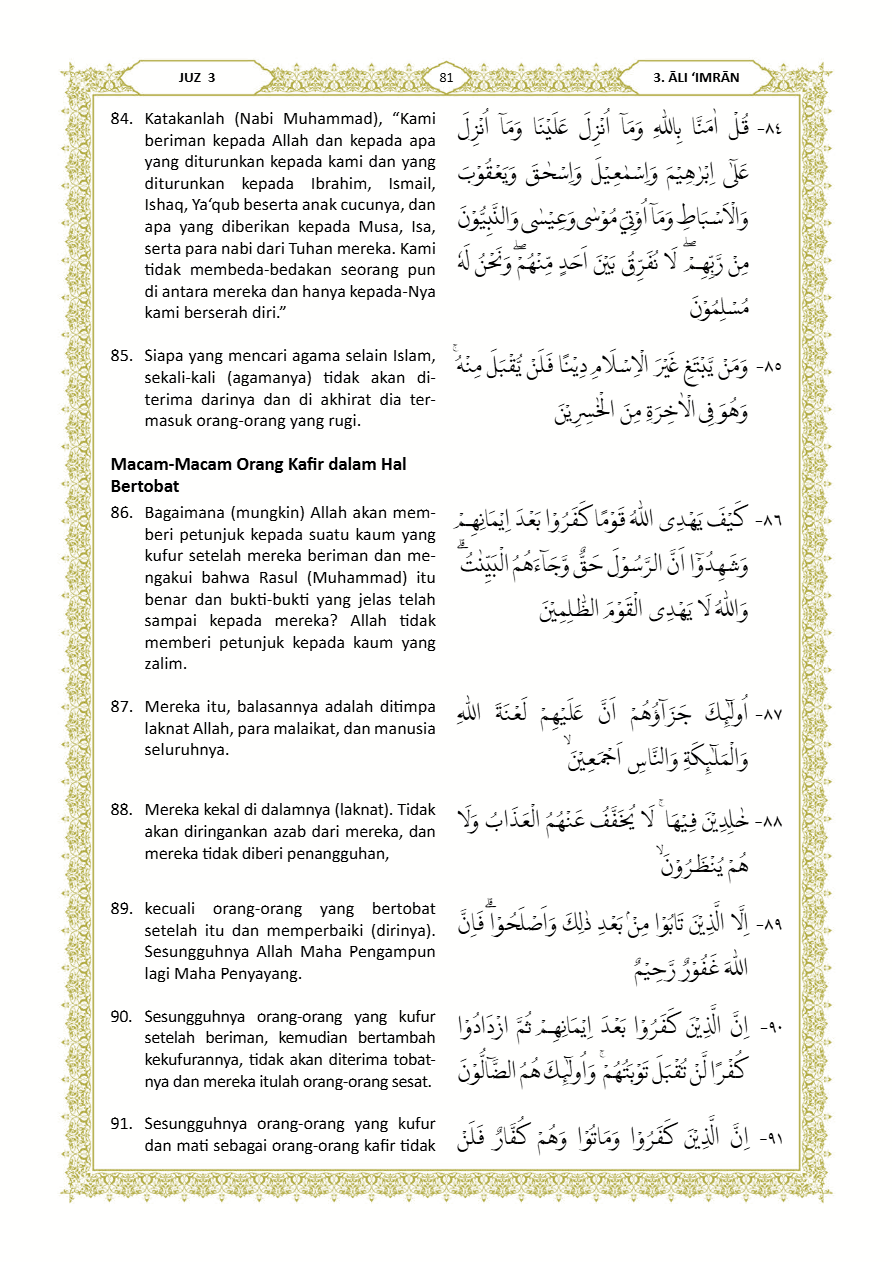 JUZ 3
81
3. ĀLI ‘IMRĀN
84. Katakanlah (Nabi Muhammad), “Kami
beriman kepada Allah dan kepada apa
yang diturunkan kepada kami dan yang
diturunkan kepada Ibrahim, Ismail,
Ishaq, Ya‘qub beserta anak cucunya, dan
apa yang diberikan kepada Musa, Isa,
serta para nabi dari Tuhan mereka. Kami
tidak membeda-bedakan seorang pun
di antara mereka dan hanya kepada-Nya
kami berserah diri.”
٨٤- قُلْ اٰمَنَّا بِاللّٰهِ وَمَآ اُنْزِلَ عَلَيْنَا وَمَآ اُنْزِلَ
عَلٰٓى اِبْرٰهِيْمَ وَاِسْمٰعِيْلَ وَاِسْحٰقَ وَيَعْقُوْبَ
وَالْاَسْبَاطِ وَمَآ اُوْتِيَ مُوْسٰى وَعِيْسٰى وَالنَّبِيُّوْنَ
مِنْ رَّبِّهِمْۖ لَا نُفَرِّقُ بَيْنَ اَحَدٍ مِّنْهُمْۖ وَنَحْنُ لَهٗ
مُسْلِمُوْنَ
85. Siapa yang mencari agama selain Islam,
sekali-kali (agamanya) tidak akan di-
terima darinya dan di akhirat dia ter-
masuk orang-orang yang rugi.
٨٥- وَمَنْ يَّبْتَغِ غَيْرَ الْاِسْلَامِ دِيْنًا فَلَنْ يُّقْبَلَ مِنْهُۚ
وَهُوَ فِى الْاٰخِرَةِ مِنَ الْخٰسِرِيْنَ
Macam-Macam Orang Kafir dalam Hal
Bertobat
86. Bagaimana (mungkin) Allah akan mem-
beri petunjuk kepada suatu kaum yang
kufur setelah mereka beriman dan me-
ngakui bahwa Rasul (Muhammad) itu
benar dan bukti-bukti yang jelas telah
sampai kepada mereka? Allah tidak
memberi petunjuk kepada kaum yang
zalim.
٨٦- كَيْفَ يَهْدِى اللّٰهُ قَوْمًا كَفَرُوْا بَعْدَ اِيْمَانِهِمْ
وَشَهِدُوْٓا اَنَّ الرَّسُوْلَ حَقٌّ وَّجَاۤءَهُمُ الْبَيِّنٰتُۗ
وَاللّٰهُ لَا يَهْدِى الْقَوْمَ الظّٰلِمِيْنَ
87. Mereka itu, balasannya adalah ditimpa
laknat Allah, para malaikat, dan manusia
seluruhnya.
٨٧- اُولٰۤىِٕكَ جَزَاۤؤُهُمْ اَنَّ عَلَيْهِمْ لَعْنَةَ اللّٰهِ
وَالْمَلٰۤىِٕكَةِ وَالنَّاسِ اَجْمَعِيْنَۙ
88. Mereka kekal di dalamnya (laknat). Tidak
akan diringankan azab dari mereka, dan
mereka tidak diberi penangguhan,
٨٨- خٰلِدِيْنَ فِيْهَاۚ لَا يُخَفَّفُ عَنْهُمُ الْعَذَابُ وَلَا
هُمْ يُنْظَرُوْنَۙ
89. kecuali orang-orang yang bertobat
setelah itu dan memperbaiki (dirinya).
Sesungguhnya Allah Maha Pengampun
lagi Maha Penyayang.
٨٩- اِلَّا الَّذِيْنَ تَابُوْا مِنْۢ بَعْدِ ذٰلِكَ وَاَصْلَحُوْاۗ فَاِنَّ
اللّٰهَ غَفُوْرٌ رَّحِيْمٌ
90. Sesungguhnya orang-orang yang kufur
setelah beriman, kemudian bertambah
kekufurannya, tidak akan diterima tobat-
nya dan mereka itulah orang-orang sesat.
٩٠- اِنَّ الَّذِيْنَ كَفَرُوْا بَعْدَ اِيْمَانِهِمْ ثُمَّ ازْدَادُوْا
كُفْرًا لَّنْ تُقْبَلَ تَوْبَتُهُمْۚ وَاُولٰۤىِٕكَ هُمُ الضَّاۤلُّوْنَ
91. Sesungguhnya orang-orang yang kufur
dan mati sebagai orang-orang kafir tidak
٩١- اِنَّ الَّذِيْنَ كَفَرُوْا وَمَاتُوْا وَهُمْ كُفَّارٌ فَلَنْ